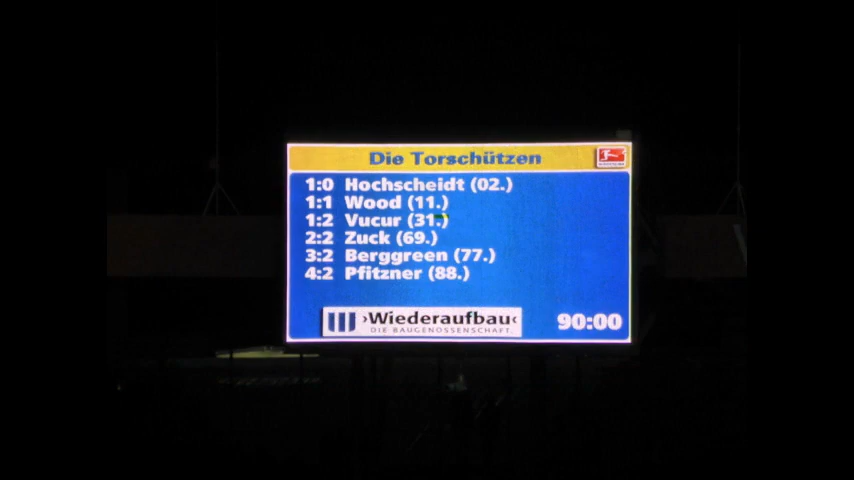 Die Torschützen
1:0 Hochscheidt (02.)
1:1 Wood (11.)
1:2 Vucur (31.)
2:2 Zuck (69.)
3:2 Berggreen (77.)
4:2 Pfitzner (88.)
›Wiederaufbau‹
DIE BAUGENOSSENSCHAFT.
90:00